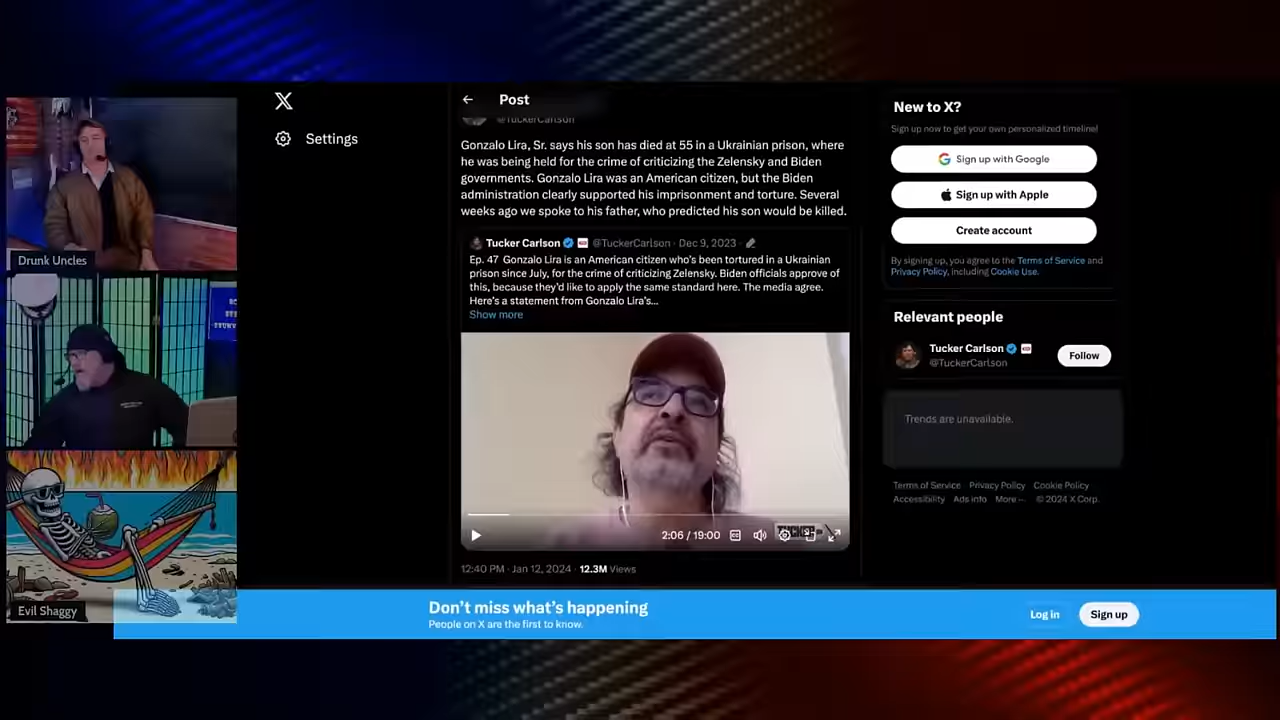 Drunk Uncles
Evil Shaggy
Settings
Post
@TuckerCarlson
Gonzalo Lira, Sr. says his son has died at 55 in a Ukrainian prison, where
he was being held for the crime of criticizing the Zelensky and Biden
governments. Gonzalo Lira was an American citizen, but the Biden
administration clearly supported his imprisonment and torture. Several
weeks ago we spoke to his father, who predicted his son would be killed.
Tucker Carlson @TuckerCarlson · Dec 9, 2023 ·
Ep. 47 Gonzalo Lira is an American citizen who's been tortured in a Ukrainian
prison since July, for the crime of criticizing Zelensky. Biden officials approve of
this, because they'd like to apply the same standard here. The media agree.
Here's a statement from Gonzalo Lira's...
Show more
2:06 / 19:00
12:40 PM · Jan 12, 2024 · 12.3M Views
New to X?
Sign up now to get your own personalized timeline!
Sign up with Google
Sign up with Apple
Create account
By signing up, you agree to the Terms of Service and
Privacy Policy, including Cookie Use.
Relevant people
Tucker Carlson
@TuckerCarlson
Follow
Trends are unavailable.
Terms of Service Privacy Policy Cookie Policy
Accessibility Ads info More ··· © 2024 X Corp.
Don't miss what's happening
People on X are the first to know.
Log in
Sign up